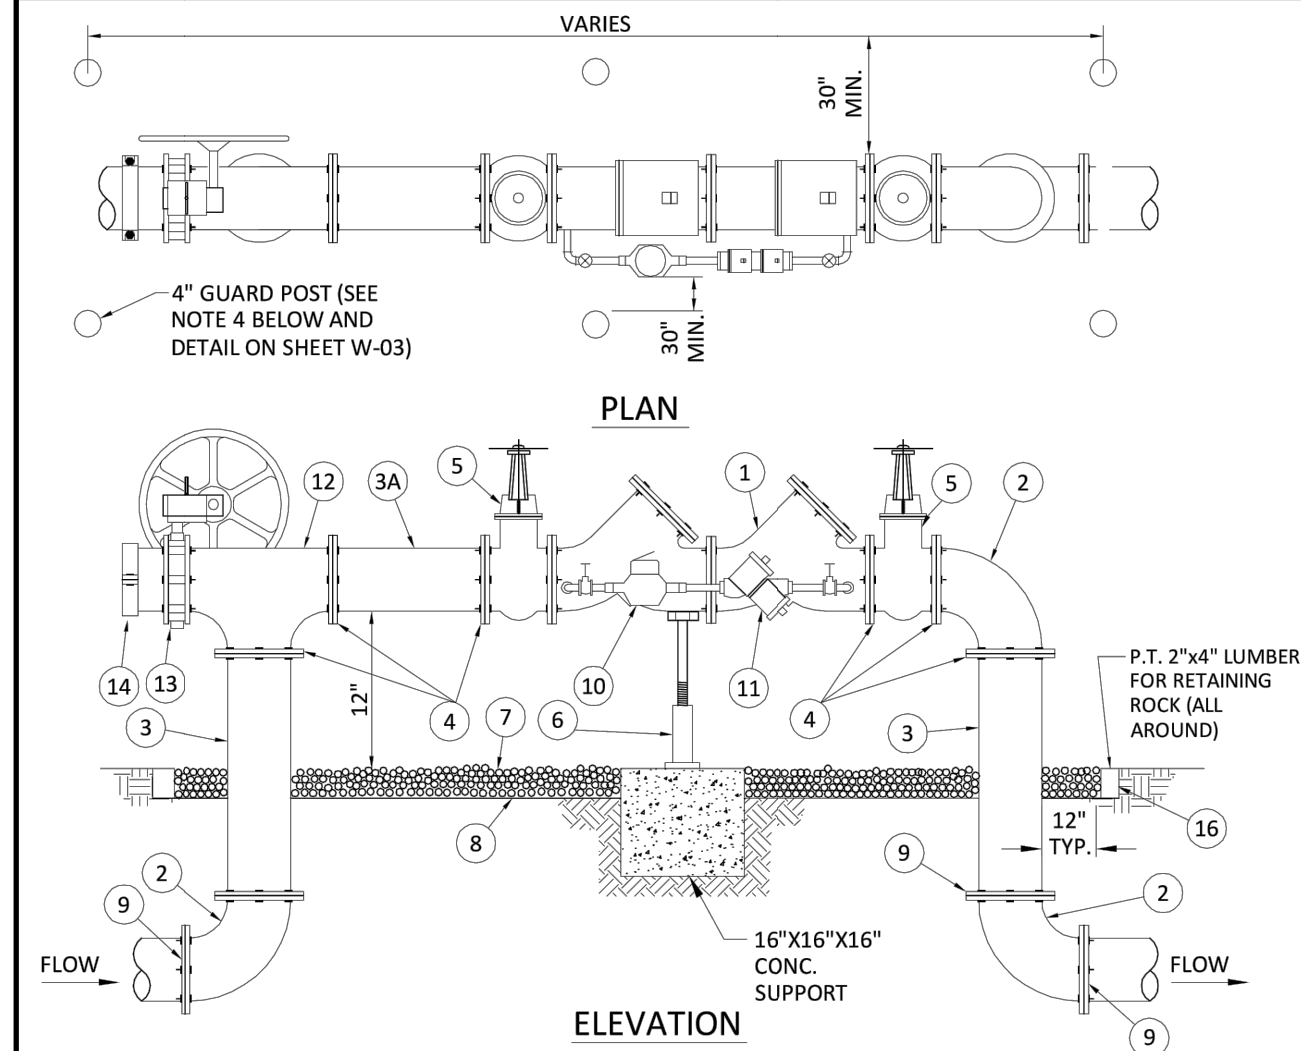 VARIES
30"
MIN.
4" GUARD POST (SEE
NOTE 4 BELOW AND
DETAIL ON SHEET W-03)
30"
MIN.
PLAN
5
12
3A
1
5
2
14
13
12"
4
7
6
10
11
4
3
3
P.T. 2"x4" LUMBER
FOR RETAINING
ROCK (ALL
AROUND)
8
12"
TYP.
16
2
9
9
2
FLOW
16"X16"X16"
CONC.
SUPPORT
FLOW
9
ELEVATION